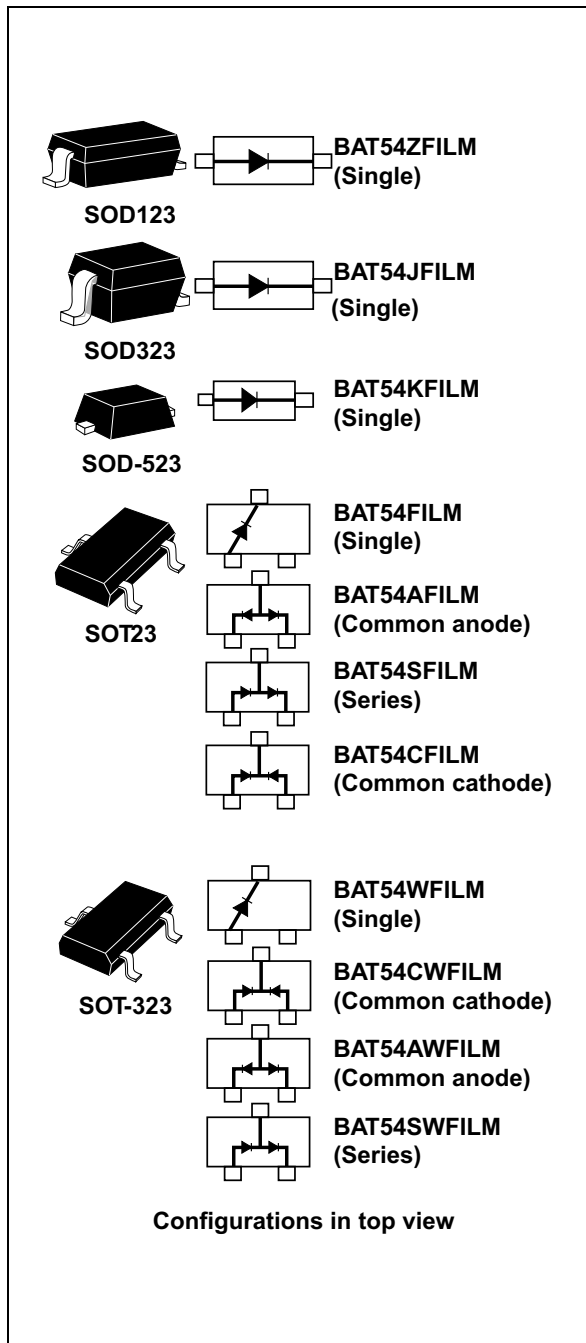 BAT54ZFILM
(Single)
SOD123
BAT54JFILM
(Single)
SOD323
BAT54KFILM
(Single)
SOD-523
BAT54FILM
(Single)
BAT54AFILM
(Common anode)
SOT23
BAT54SFILM
(Series)
BAT54CFILM
(Common cathode)
BAT54WFILM
(Single)
BAT54CWFILM
(Common cathode)
SOT-323
BAT54AWFILM
(Common anode)
BAT54SWFILM
(Series)
Configurations in top view